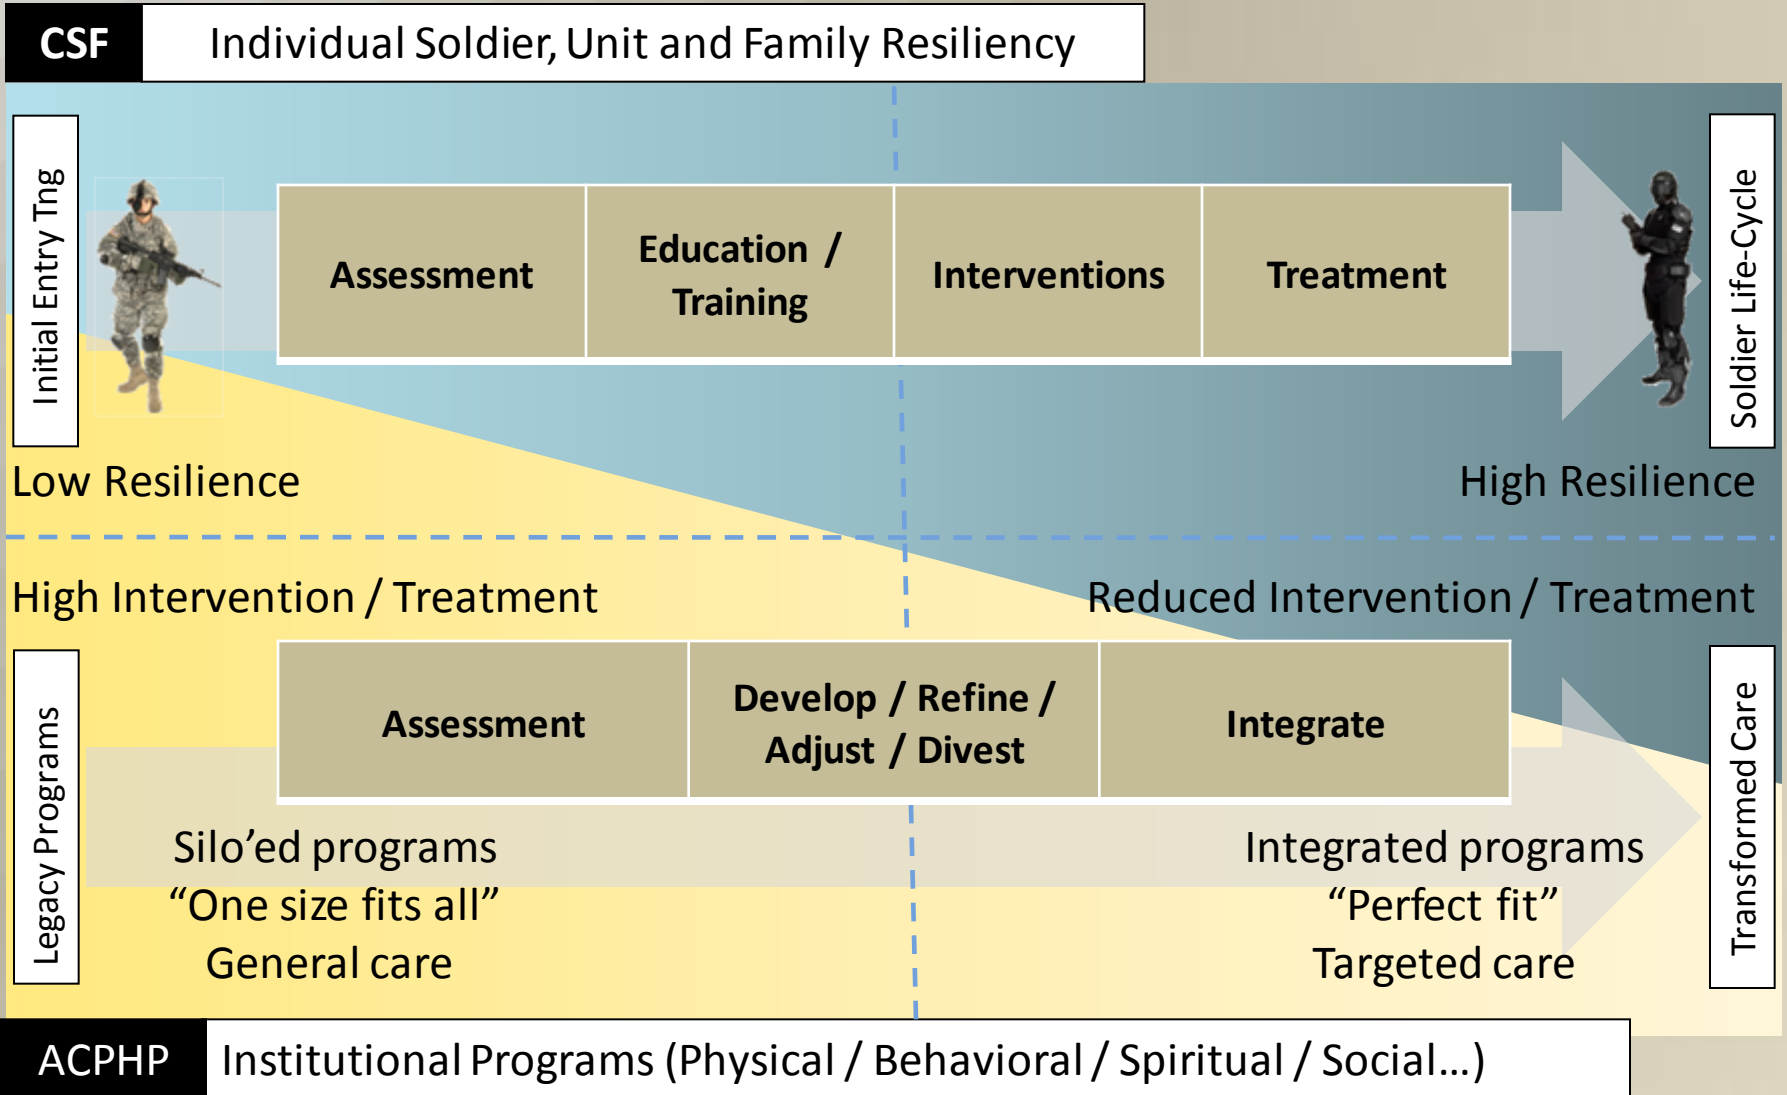 CSF
Individual Soldier, Unit and Family Resiliency
Initial Entry Tng
Assessment
Education /
Training
Interventions
Treatment
Soldier Life-Cycle
Low Resilience
High Resilience
High Intervention / Treatment
Reduced Intervention / Treatment
Legacy Programs
Assessment
Develop / Refine /
Adjust / Divest
Integrate
Transformed Care
Silo’ed programs
“One size fits all”
General care
Integrated programs
“Perfect fit”
Targeted care
ACPHP
Institutional Programs (Physical / Behavioral / Spiritual / Social…)